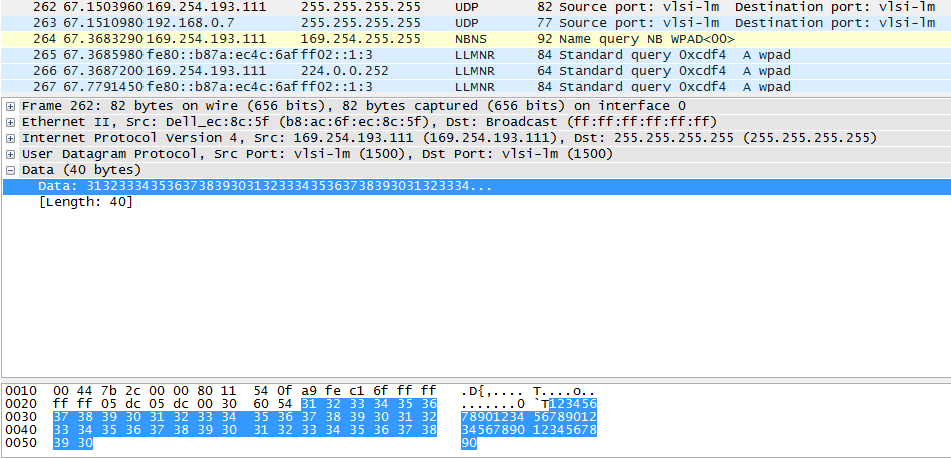 262 67.1503960 169.254.193.111 255.255.255.255 UDP 82 Source port: vlsi-lm Destination port: vlsi-lm
263 67.1510980 192.168.0.7 255.255.255.255 UDP 77 Source port: vlsi-lm Destination port: vlsi-lm
264 67.3683290 169.254.193.111 169.254.255.255 NBNS 92 Name query NB WPAD<00>
265 67.3685980 fe80::b87a:ec4c:6af ff02::1:3 LLMNR 84 Standard query 0xcdf4 A wpad
266 67.3687200 169.254.193.111 224.0.0.252 LLMNR 64 Standard query 0xcdf4 A wpad
267 67.7791450 fe80::b87a:ec4c:6af ff02::1:3 LLMNR 84 Standard query 0xcdf4 A wpad
Frame 262: 82 bytes on wire (656 bits), 82 bytes captured (656 bits) on interface 0
Ethernet II, Src: Dell_ec:8c:5f (b8:ac:6f:ec:8c:5f), Dst: Broadcast (ff:ff:ff:ff:ff:ff)
Internet Protocol Version 4, Src: 169.254.193.111 (169.254.193.111), Dst: 255.255.255.255 (255.255.255.255)
User Datagram Protocol, Src Port: vlsi-lm (1500), Dst Port: vlsi-lm (1500)
Data (40 bytes)
Data: 31323334353637383930313233343536373839303132333334...
[Length: 40]
0010 00 44 7b 2c 00 00 80 11 54 0f a9 fe c1 6f ff ff .D{,.... T....o..
0020 ff ff 05 dc 05 dc 00 30 60 54 31 32 33 34 35 36 .......0 `T123456
0030 37 38 39 30 31 32 33 34 35 36 37 38 39 30 31 32 78901234 56789012
0040 33 34 35 36 37 38 39 30 31 32 33 34 35 36 37 38 34567890 12345678
0050 39 30 90